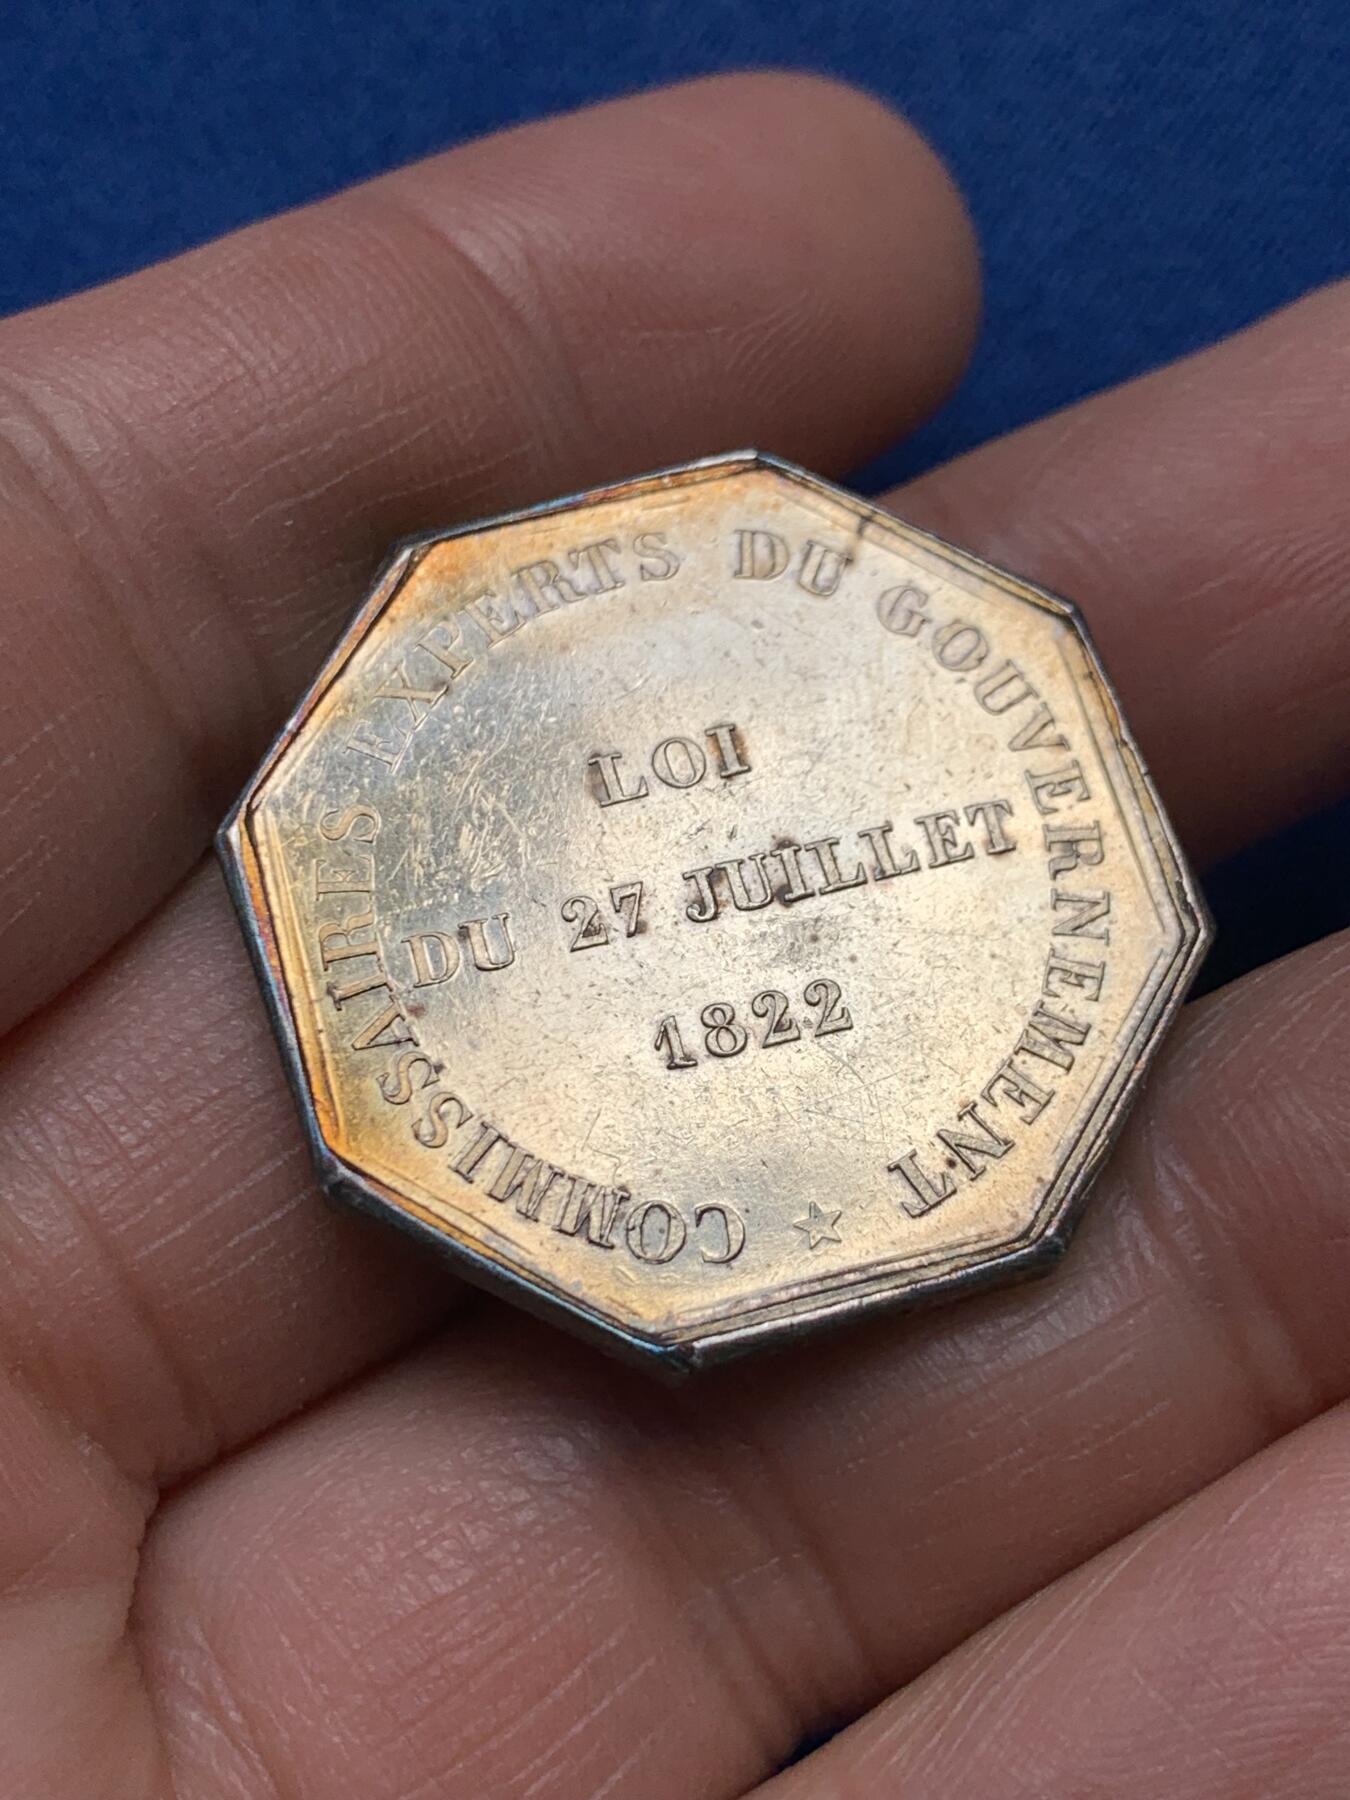 COMMISSAIRES EXPERTS DU GOUVERNEMENT ★
LOI
DU 27 JUILLET
1822